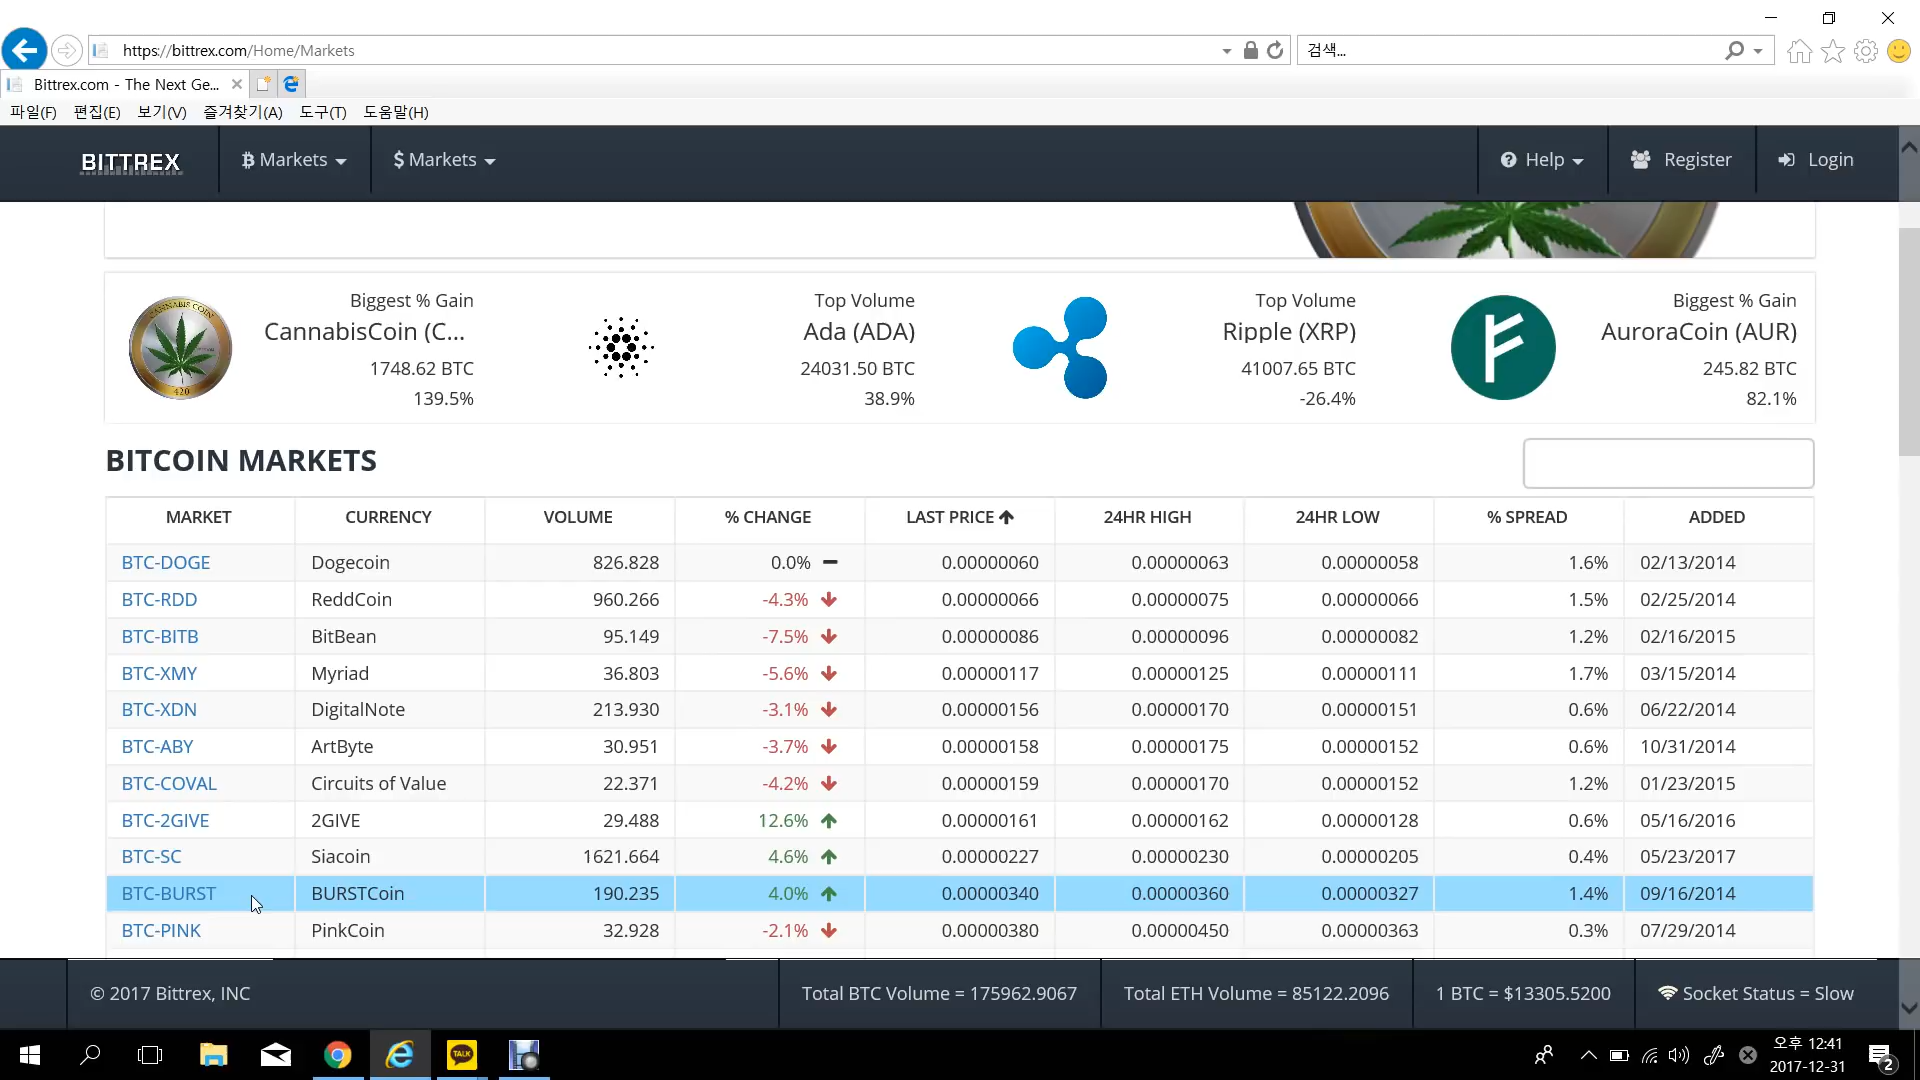 https://bittrex.com/Home/Markets
검색...
Bittrex.com - The Next Ge...
파일(F) 편집(E) 보기(V) 즐겨찾기(A) 도구(T) 도움말(H)
BITTREX Markets $ Markets Help Register Login
Biggest % Gain
CannabisCoin (C...
1748.62 BTC
139.5%
CANNABIS COIN
420
Top Volume
Ada (ADA)
24031.50 BTC
38.9%
Top Volume
Ripple (XRP)
41007.65 BTC
-26.4%
Biggest % Gain
AuroraCoin (AUR)
245.82 BTC
82.1%
BITCOIN MARKETS
MARKET CURRENCY VOLUME % CHANGE LAST PRICE 24HR HIGH 24HR LOW % SPREAD ADDED
BTC-DOGE Dogecoin 826.828 0.0% 0.00000060 0.00000063 0.00000058 1.6% 02/13/2014
BTC-RDD ReddCoin 960.266 -4.3% 0.00000066 0.00000075 0.00000066 1.5% 02/25/2014
BTC-BITB BitBean 95.149 -7.5% 0.00000086 0.00000096 0.00000082 1.2% 02/16/2015
BTC-XMY Myriad 36.803 -5.6% 0.00000117 0.00000125 0.00000111 1.7% 03/15/2014
BTC-XDN DigitalNote 213.930 -3.1% 0.00000156 0.00000170 0.00000151 0.6% 06/22/2014
BTC-ABY ArtByte 30.951 -3.7% 0.00000158 0.00000175 0.00000152 0.6% 10/31/2014
BTC-COVAL Circuits of Value 22.371 -4.2% 0.00000159 0.00000170 0.00000152 1.2% 01/23/2015
BTC-2GIVE 2GIVE 29.488 12.6% 0.00000161 0.00000162 0.00000128 0.6% 05/16/2016
BTC-SC Siacoin 1621.664 4.6% 0.00000227 0.00000230 0.00000205 0.4% 05/23/2017
BTC-BURST BURSTCoin 190.235 4.0% 0.00000340 0.00000360 0.00000327 1.4% 09/16/2014
BTC-PINK PinkCoin 32.928 -2.1% 0.00000380 0.00000450 0.00000363 0.3% 07/29/2014
© 2017 Bittrex, INC Total BTC Volume = 175962.9067 Total ETH Volume = 85122.2096 1 BTC = $13305.5200 Socket Status = Slow
TALK
오후 12:41
2017-12-31
2